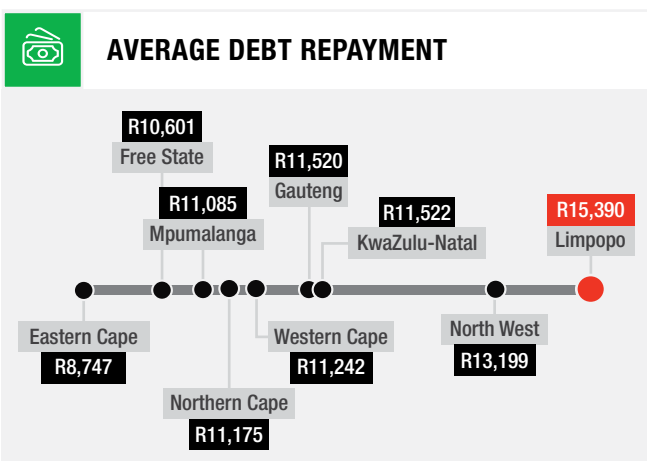 AVERAGE DEBT REPAYMENT
R10,601
Free State
R11,085
Mpumalanga
R11,520
Gauteng
R11,522
KwaZulu-Natal
R15,390
Limpopo
Eastern Cape
R8,747
Northern Cape
R11,175
Western Cape
R11,242
North West
R13,199